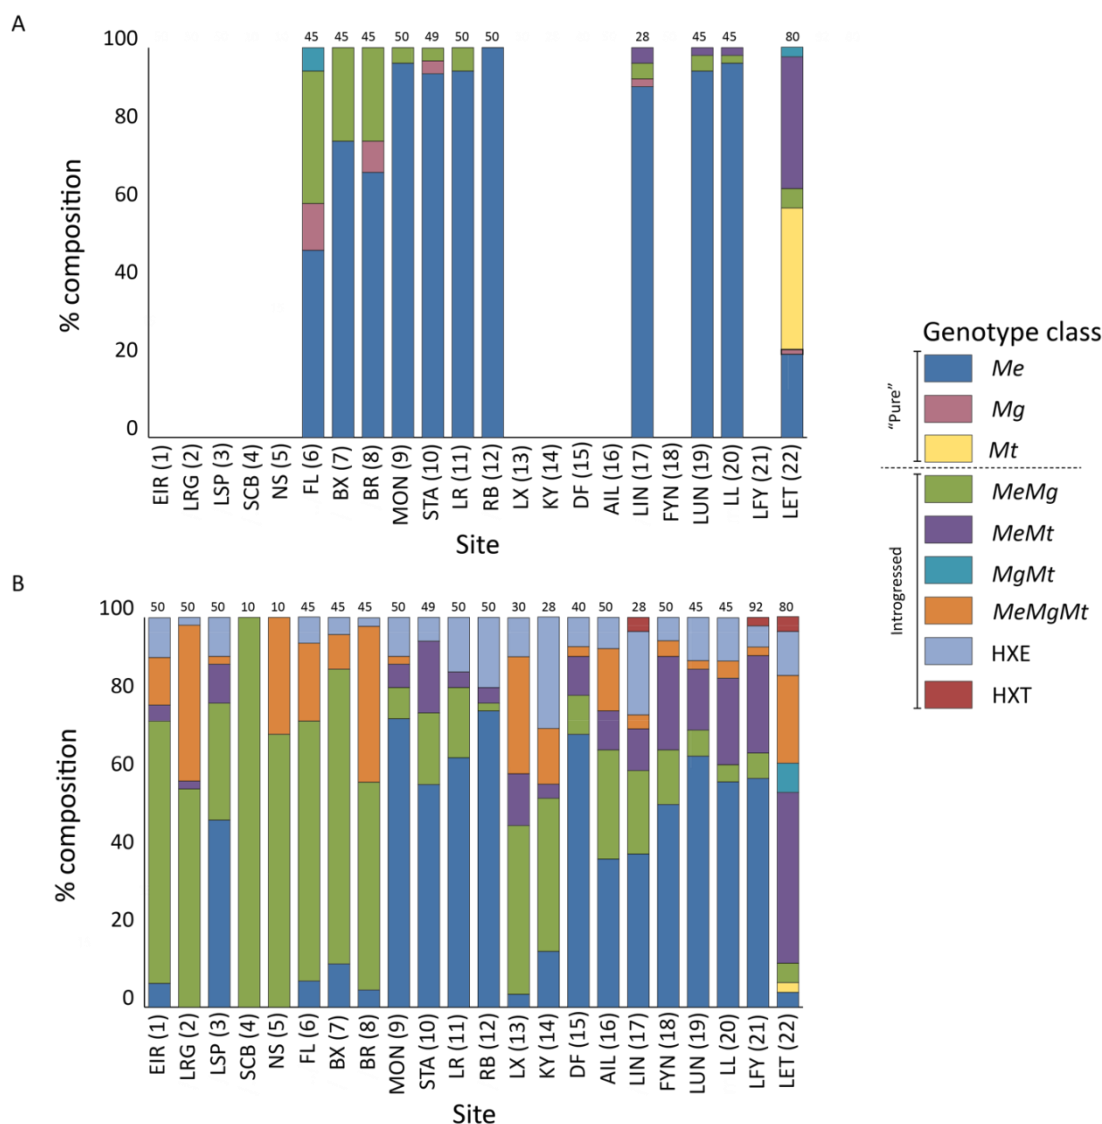 A
45 45 45 50 49 50 50 28 45 45 80
100
80
60
40
20
0
% composition
EIR (1) LRG (2) LSP (3) SCB (4) NS (5) FL (6) BX (7) BR (8) MON (9) STA (10) LR (11) RB (12) LX (13) KY (14) DF (15) AIL (16) LIN (17) FYN (18) LUN (19) LL (20) LFY (21) LET (22)
Site
Genotype class
"Pure"
Me
Mg
Mt
Introgressed
MeMg
MeMt
MgMt
MeMgMt
HXE
HXT
B
50 50 50 10 10 45 45 45 50 49 50 50 30 28 40 50 28 50 45 45 92 80
100
80
60
40
20
0
% composition
EIR (1) LRG (2) LSP (3) SCB (4) NS (5) FL (6) BX (7) BR (8) MON (9) STA (10) LR (11) RB (12) LX (13) KY (14) DF (15) AIL (16) LIN (17) FYN (18) LUN (19) LL (20) LFY (21) LET (22)
Site